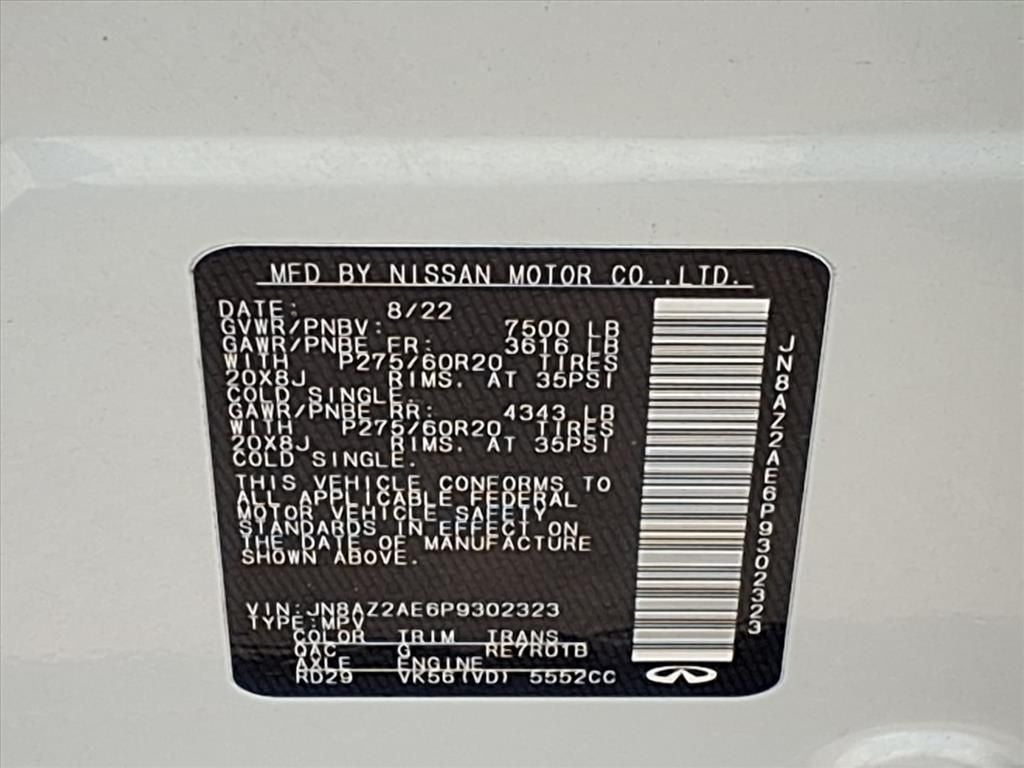 MFD BY NISSAN MOTOR CO.,LTD.
DATE: 8/22
GVWR/PNBV: 7500 LB
GAWR/PNBE FR: 3616 LB
WITH P275/60R20 TIRES
20X8J RIMS. AT 35PSI
COLD SINGLE.
GAWR/PNBE RR: 4343 LB
WITH P275/60R20 TIRES
20X8J RIMS. AT 35PSI
COLD SINGLE.
THIS VEHICLE CONFORMS TO
ALL APPLICABLE FEDERAL
MOTOR VEHICLE SAFETY
STANDARDS IN EFFECT ON
THE DATE OF MANUFACTURE
SHOWN ABOVE.
VIN:JN8AZ2AE6P9302323
TYPE:MPV
COLOR TRIM TRANS
QAC G RE7R01B
AXLE ENGINE
RD29 VK56(VD) 5552CC
JN8AZ2AE6P9302323